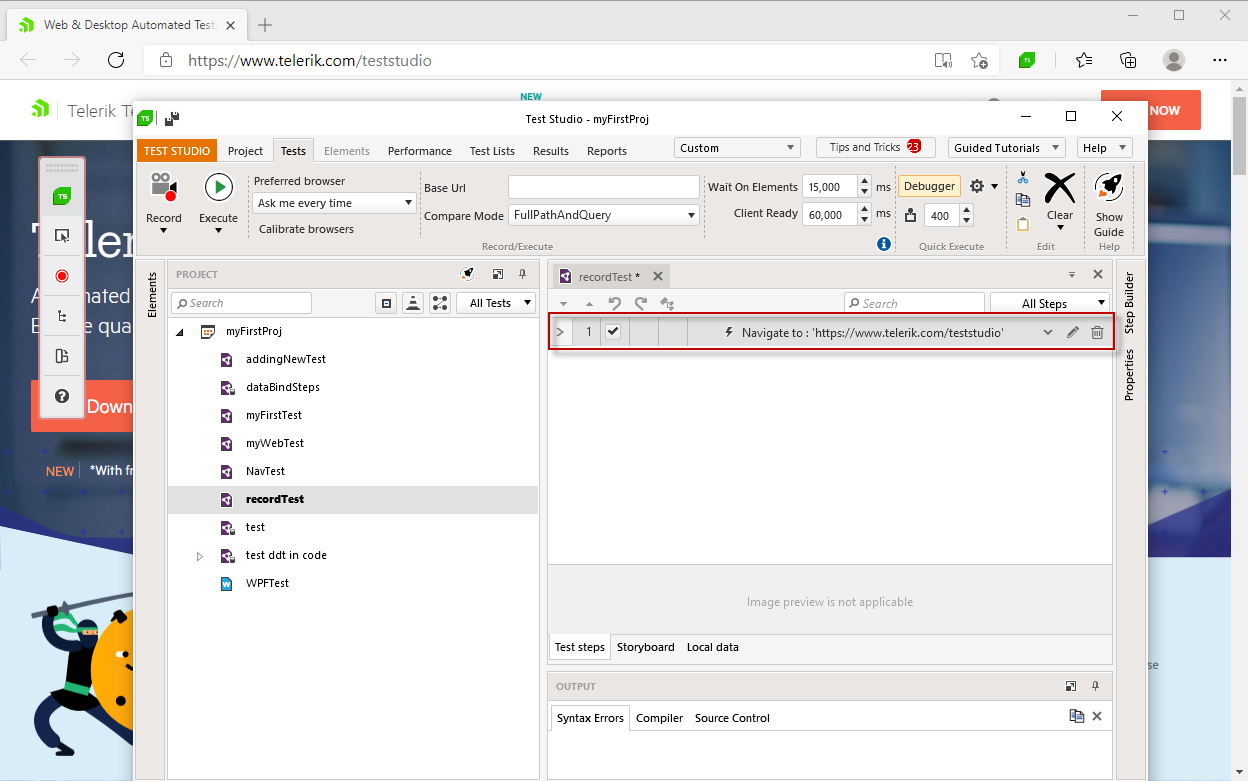 Web & Desktop Automated Test
https://www.telerik.com/teststudio
TS
Telerik Te
NEW
NOW
TS
Test Studio - myFirstProj
TEST STUDIO
Project
Tests
Elements
Performance
Test Lists
Results
Reports
Custom
Tips and Tricks
23
Guided Tutorials
Help
Record
Execute
Preferred browser
Ask me every time
Calibrate browsers
Base Url
Compare Mode
FullPathAndQuery
Record/Execute
Wait On Elements
15,000
ms
Client Ready
60,000
ms
Debugger
400
Quick Execute
Clear
Edit
Show
Guide
Help
TS
Elements
PROJECT
Search
All Tests
myFirstProj
addingNewTest
dataBindSteps
myFirstTest
myWebTest
NavTest
recordTest
test
test ddt in code
WPFTest
recordTest *
Search
All Steps
1
Navigate to : 'https://www.telerik.com/teststudio'
Image preview is not applicable
Test steps
Storyboard
Local data
OUTPUT
Syntax Errors
Compiler
Source Control
Step Builder
Properties
Down
NEW
*With fr
se